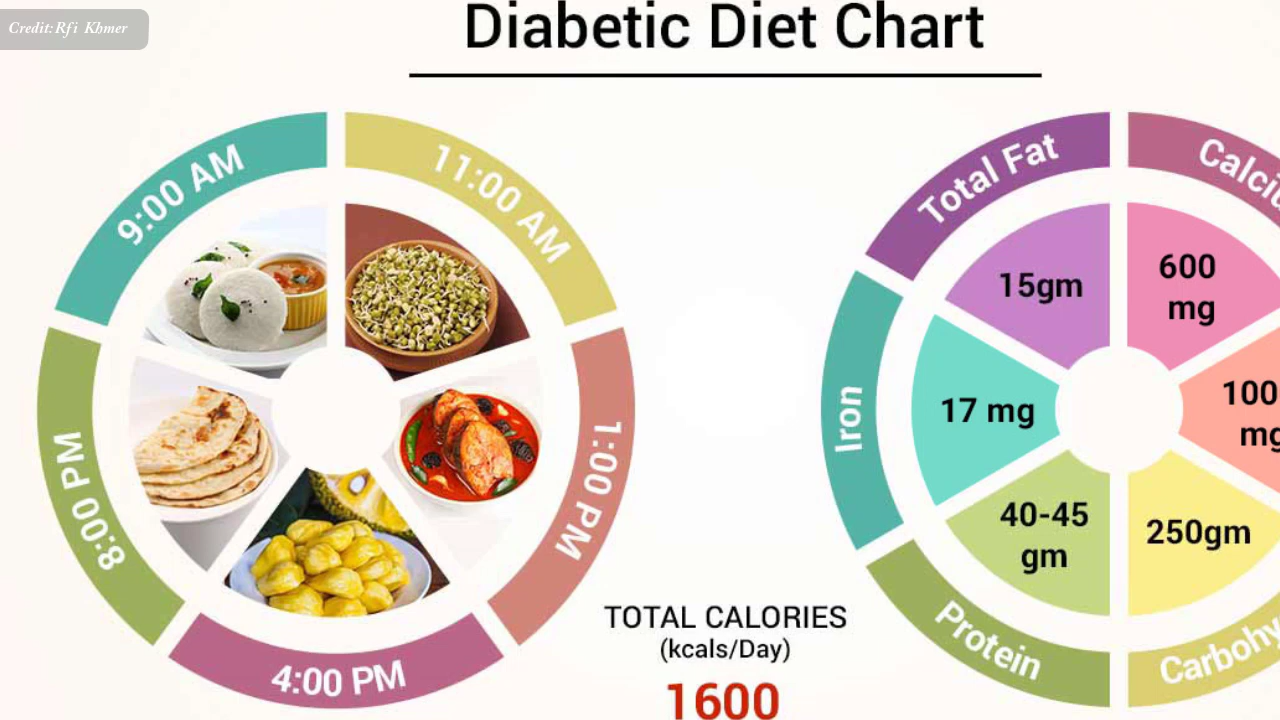 Credit:Rfi Khmer
Diabetic Diet Chart
9:00 AM
11:00 AM
1:00 PM
4:00 PM
8:00 PM
TOTAL CALORIES
(kcals/Day)
1600
Total Fat
15gm
600
mg
Iron
17 mg
Protein
40-45
gm
250gm